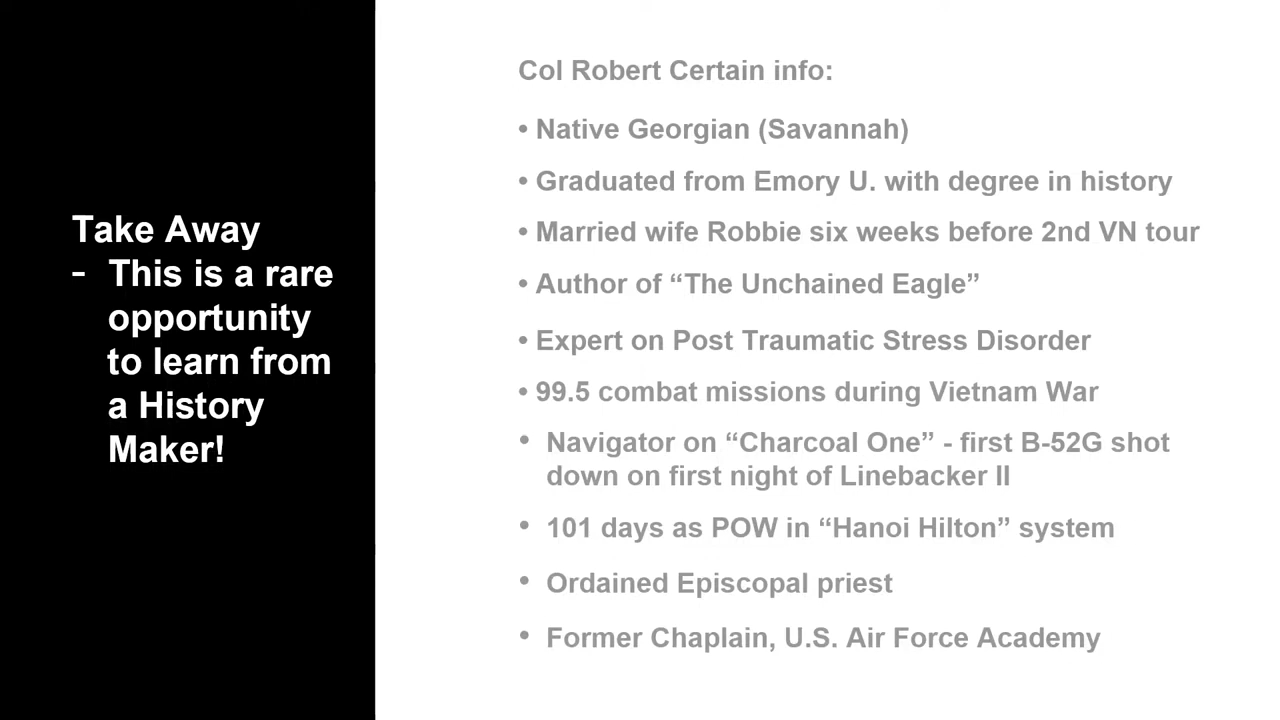 Take Away
- This is a rare
opportunity
to learn from
a History
Maker!
Col Robert Certain info:
• Native Georgian (Savannah)
• Graduated from Emory U. with degree in history
• Married wife Robbie six weeks before 2nd VN tour
• Author of “The Unchained Eagle”
• Expert on Post Traumatic Stress Disorder
• 99.5 combat missions during Vietnam War
• Navigator on “Charcoal One” - first B-52G shot
down on first night of Linebacker II
• 101 days as POW in “Hanoi Hilton” system
• Ordained Episcopal priest
• Former Chaplain, U.S. Air Force Academy